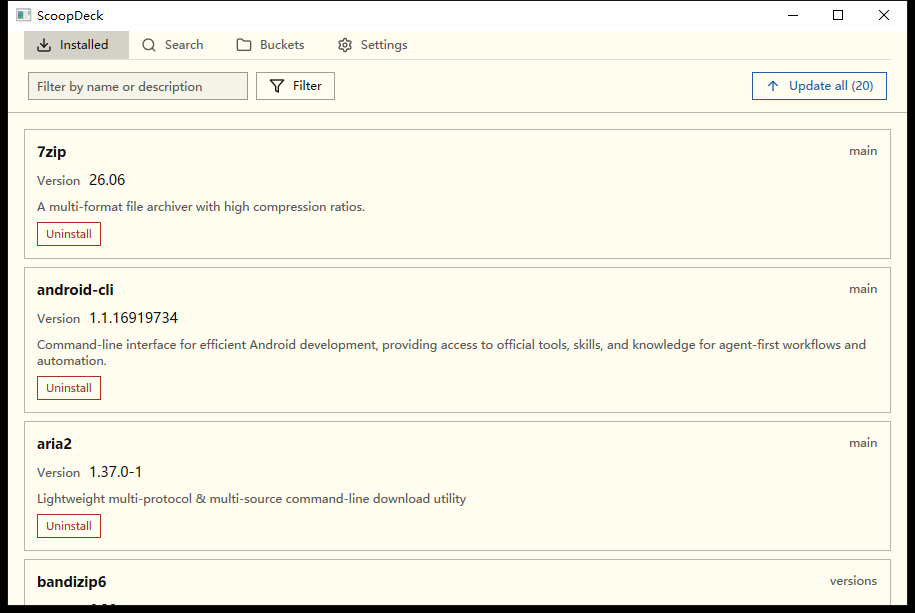 ScoopDeck
Installed Search Buckets Settings
Filter by name or description Filter Update all (20)
7zip main
Version 26.06
A multi-format file archiver with high compression ratios.
Uninstall
android-cli main
Version 1.1.16919734
Command-line interface for efficient Android development, providing access to official tools, skills, and knowledge for agent-first workflows and
automation.
Uninstall
aria2 main
Version 1.37.0-1
Lightweight multi-protocol & multi-source command-line download utility
Uninstall
bandizip6 versions